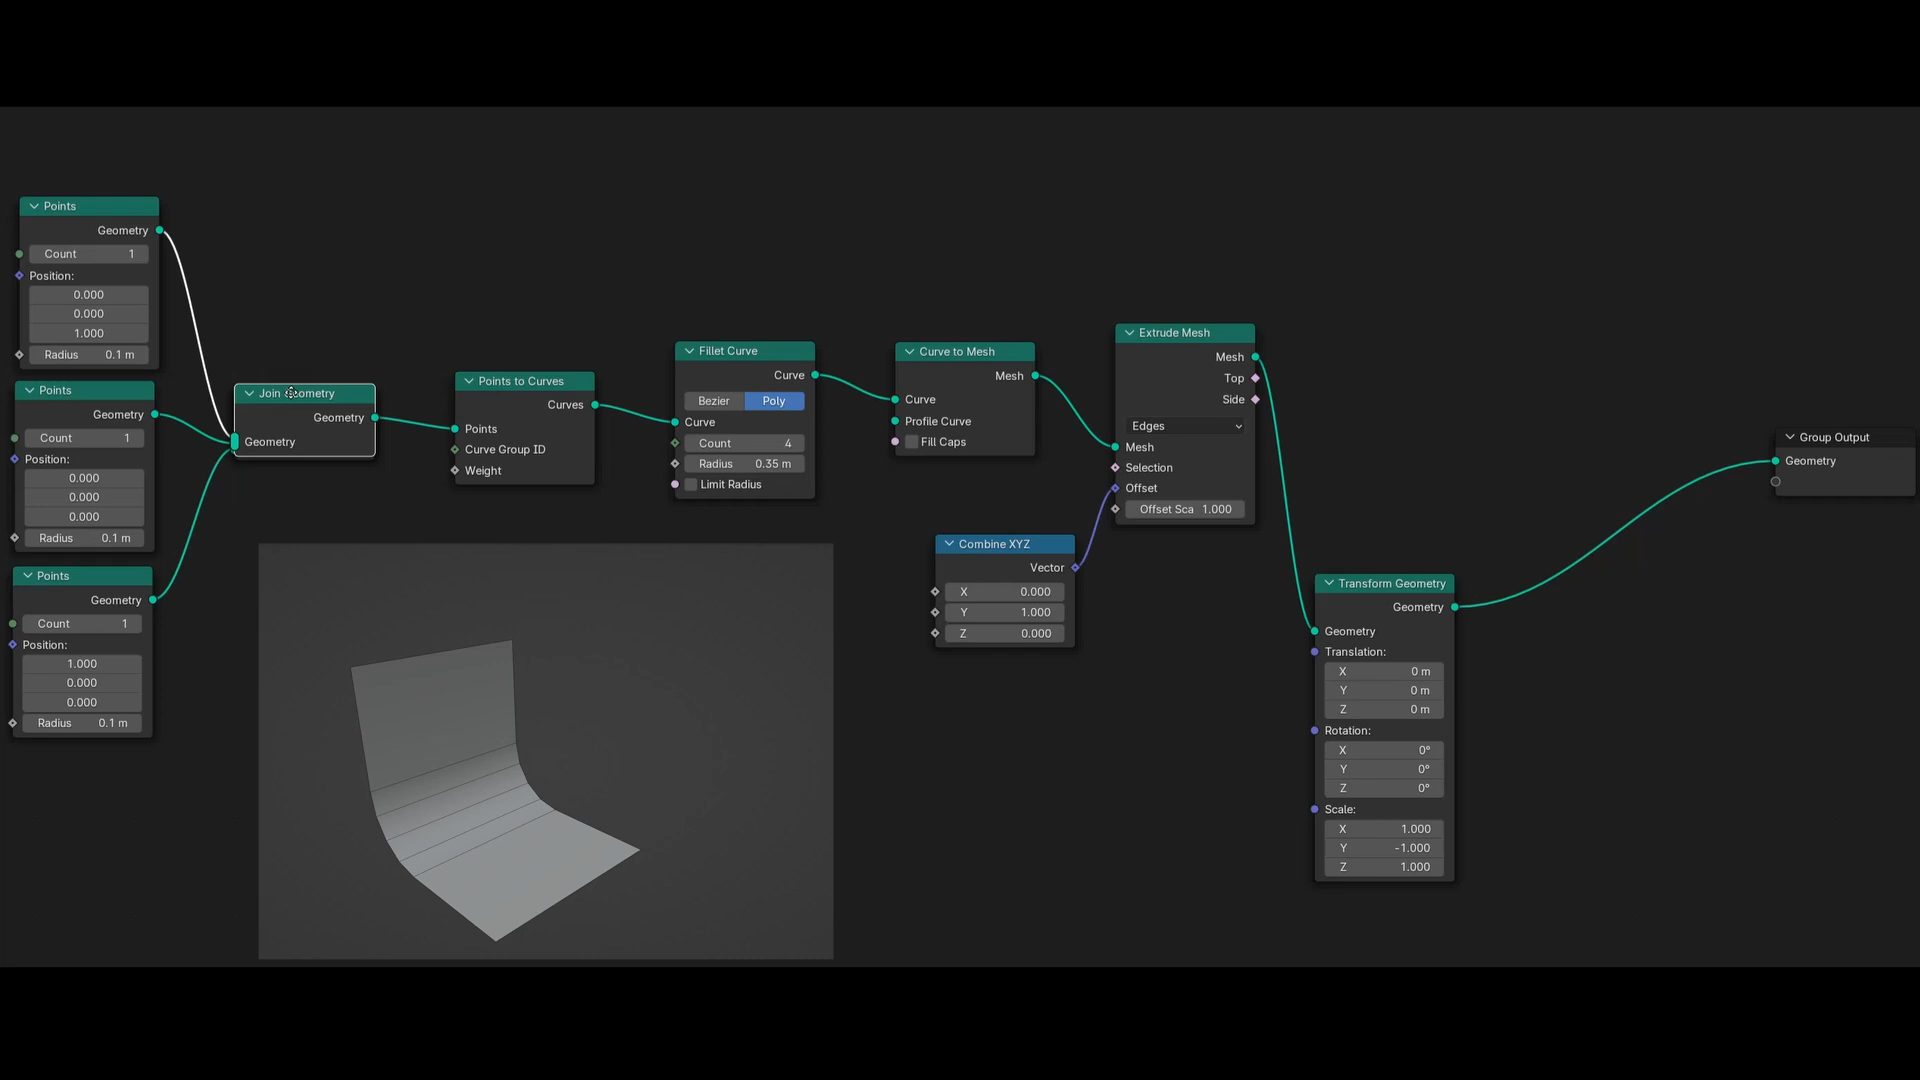 Points
Geometry
Count 1
Position:
0.000
0.000
1.000
Radius 0.1 m
Points
Geometry
Count 1
Position:
0.000
0.000
0.000
Radius 0.1 m
Points
Geometry
Count 1
Position:
1.000
0.000
0.000
Radius 0.1 m
Join Geometry
Geometry
Geometry
Points to Curves
Curves
Points
Curve Group ID
Weight
Fillet Curve
Curve
Bezier Poly
Curve
Count 4
Radius 0.35 m
Limit Radius
Curve to Mesh
Mesh
Curve
Profile Curve
Fill Caps
Combine XYZ
Vector
X 0.000
Y 1.000
Z 0.000
Extrude Mesh
Mesh
Top
Side
Edges
Mesh
Selection
Offset
Offset Sca 1.000
Transform Geometry
Geometry
Geometry
Translation:
X 0 m
Y 0 m
Z 0 m
Rotation:
X 0°
Y 0°
Z 0°
Scale:
X 1.000
Y -1.000
Z 1.000
Group Output
Geometry